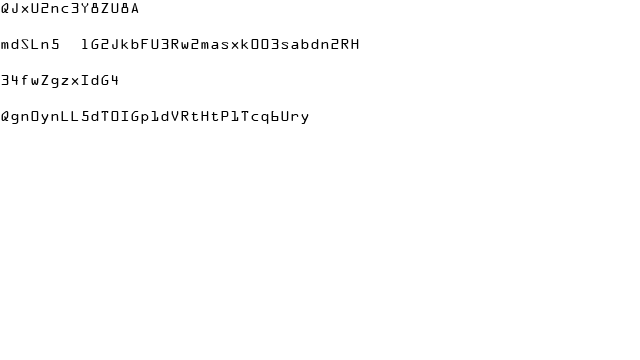 QJxU2nc3Y8ZU8A
mdSLn5  lG2JkbFU3Rw2masxkOO3sabdn2RH
34fwZgzxIdG4
QgnOynLL5dTOIGp1dVRtHtP1Tcq6Ury